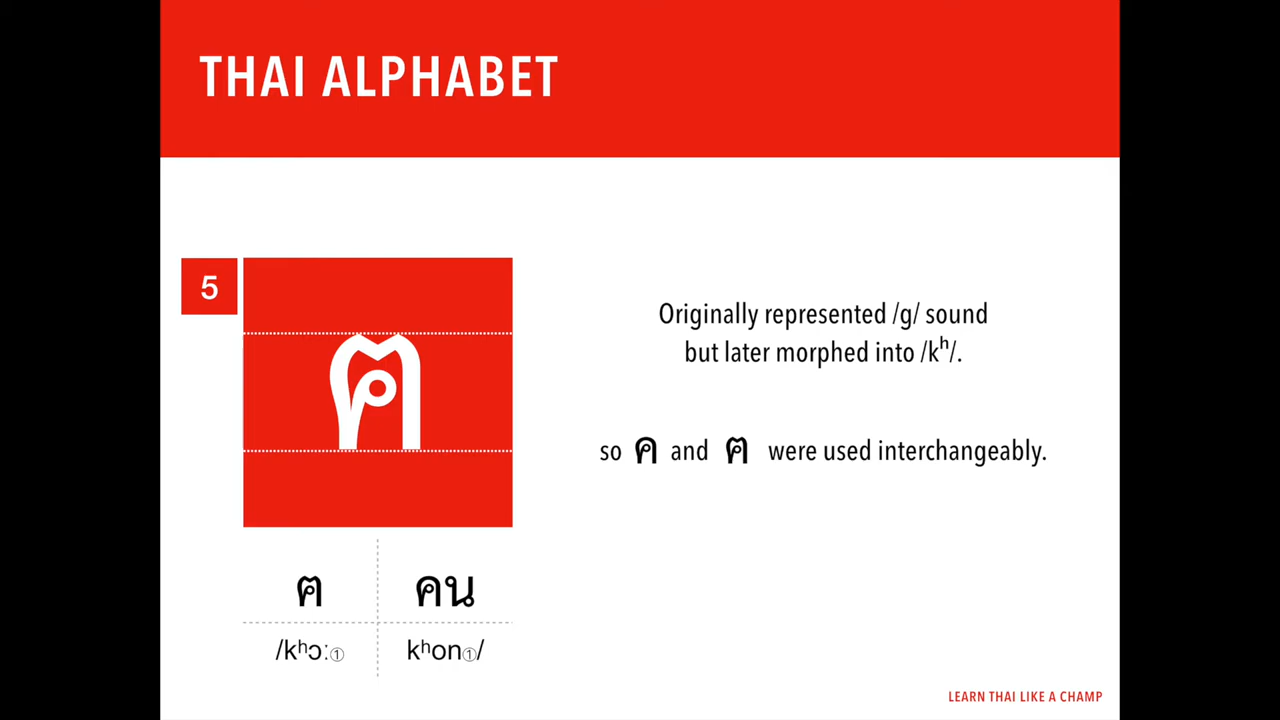 THAI ALPHABET
5
ฅ
Originally represented /g/ sound
but later morphed into /kʰ/.
so ค and ฅ were used interchangeably.
ฅ คน
/kʰɔː① kʰon①/
LEARN THAI LIKE A CHAMP